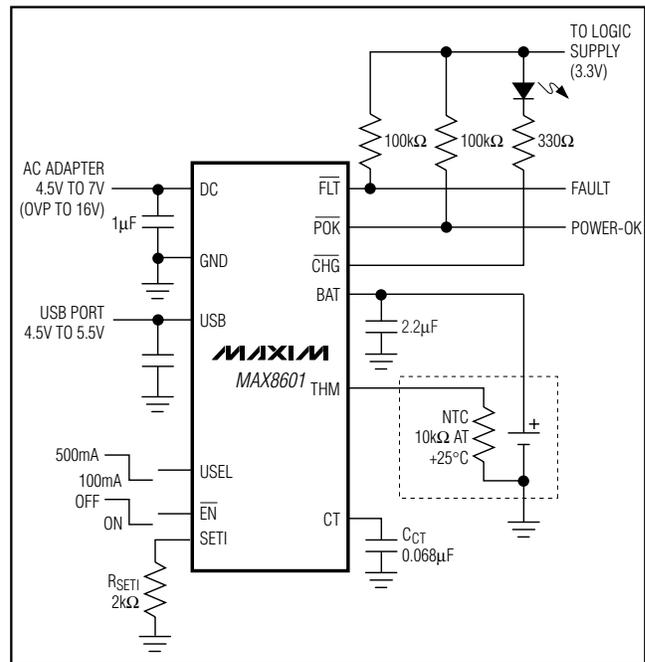 TO LOGIC
SUPPLY
(3.3V)
100kΩ
100kΩ
330Ω
AC ADAPTER
4.5V TO 7V
(OVP TO 16V)
1µF
DC
GND
FLT
FAULT
POK
POWER-OK
CHG
BAT
2.2µF
USB PORT
4.5V TO 5.5V
USB
MAXIM
MAX8601
THM
NTC
10kΩ AT
+25°C
+
500mA
100mA
USEL
OFF
ON
EN
SETI
RSETI
2kΩ
CT
CCT
0.068µF